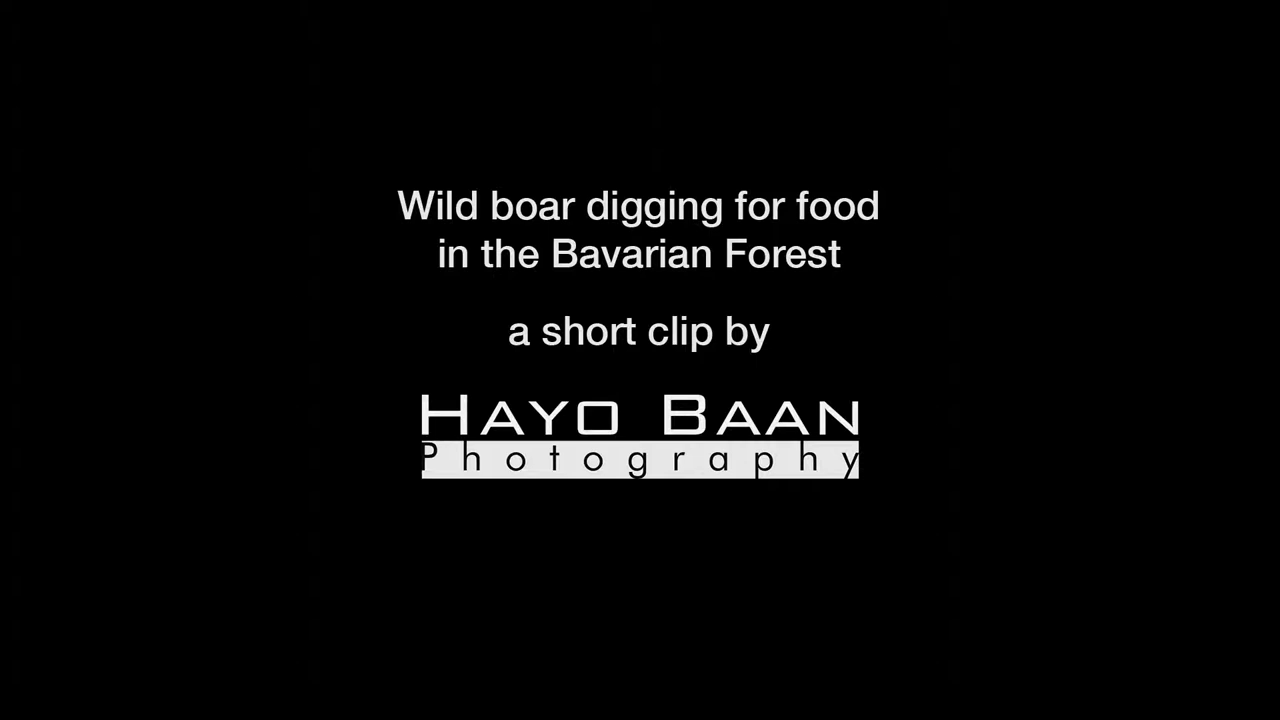 Wild boar digging for food
in the Bavarian Forest
a short clip by
HAYO BAAN
Photography